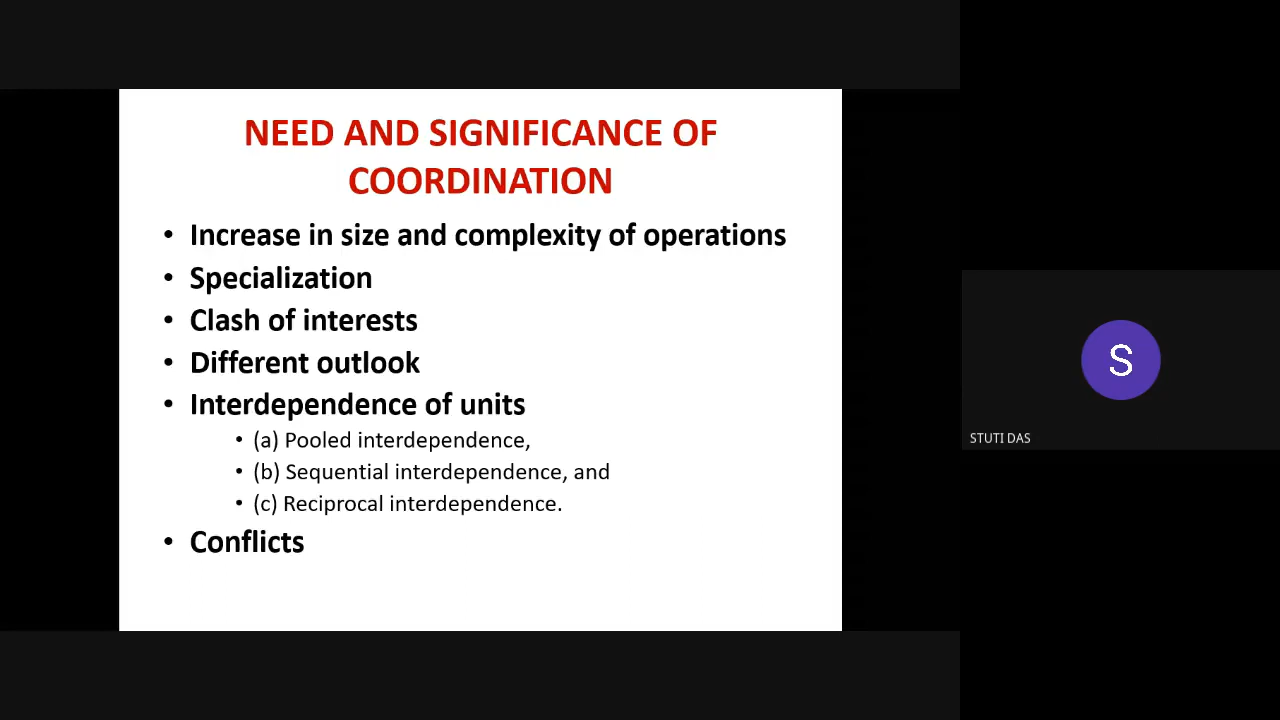 NEED AND SIGNIFICANCE OF
COORDINATION
• Increase in size and complexity of operations
• Specialization
• Clash of interests
• Different outlook
• Interdependence of units
• (a) Pooled interdependence,
• (b) Sequential interdependence, and
• (c) Reciprocal interdependence.
• Conflicts
S
STUTI DAS